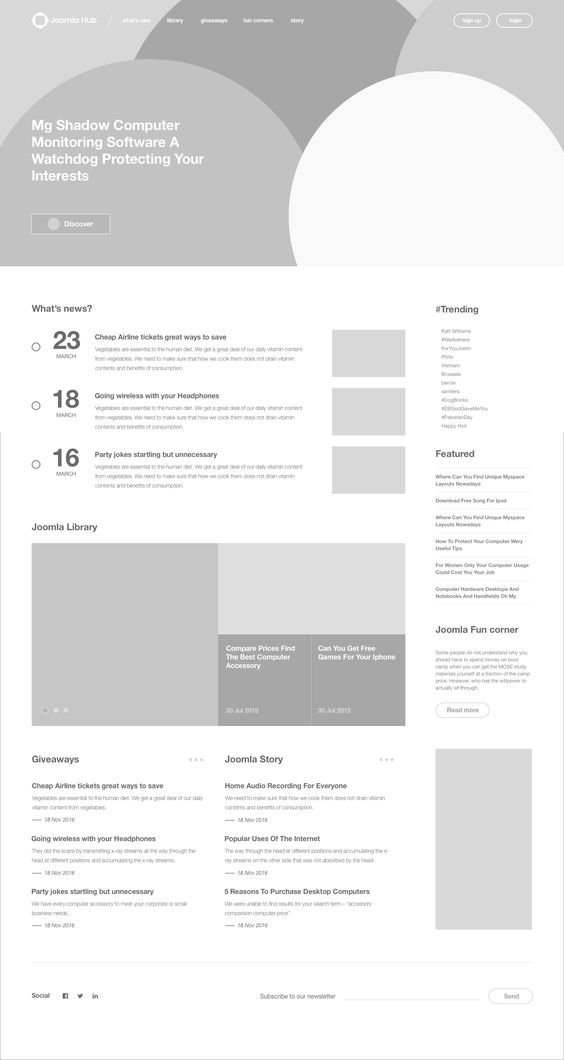 Joomla Hub
what's new
library
giveaways
fun corners
story
sign up
login
Mg Shadow Computer
Monitoring Software A
Watchdog Protecting Your
Interests
Discover
What's news?
23
MARCH
Cheap Airline tickets great ways to save
Vegetables are essential to the human diet. We get a great deal of our daily vitamin content
from vegetables. We need to make sure that how we cook them does not drain vitamin
contents and benefits of consumption.
18
MARCH
Going wireless with your Headphones
Vegetables are essential to the human diet. We get a great deal of our daily vitamin content
from vegetables. We need to make sure that how we cook them does not drain vitamin
contents and benefits of consumption.
16
MARCH
Party jokes startling but unnecessary
Vegetables are essential to the human diet. We get a great deal of our daily vitamin content
from vegetables. We need to make sure that how we cook them does not drain vitamin
contents and benefits of consumption.
#Trending
Katt Williams
#WeAreHere
ForYouJustin
Phife
Vietnam
Brussels
bernie
sanders
#DogBooks
#EBGodGaveMeYou
#PakistanDay
Happy Holi
Featured
Where Can You Find Unique Myspace
Layouts Nowadays
Download Free Song For Ipod
Where Can You Find Unique Myspace
Layouts Nowadays
How To Protect Your Computer Very
Useful Tips
For Women Only Your Computer Usage
Could Cost You Your Job
Computer Hardware Desktops And
Notebooks And Handhelds Oh My
Joomla Library
Compare Prices Find
The Best Computer
Accessory
30 Jul 2015
Can You Get Free
Games For Your Iphone
30 Jul 2015
Joomla Fun corner
Some people do not understand why you
should have to spend money on boot
camp when you can get the MCSE study
materials yourself at a fraction of the camp
price. However, who has the willpower to
actually sit through.
Read more
Giveaways
Cheap Airline tickets great ways to save
Vegetables are essential to the human diet. We get a great deal of our daily
vitamin content from vegetables.
18 Nov 2016
Going wireless with your Headphones
They did the scans by transmitting x-ray streams all the way through the
head at different positions and accumulating the x-ray streams.
18 Nov 2016
Party jokes startling but unnecessary
We have every computer accessory to meet your corporate or small
business needs.
18 Nov 2016
Joomla Story
Home Audio Recording For Everyone
We need to make sure that how we cook them does not drain vitamin
contents and benefits of consumption.
18 Nov 2016
Popular Uses Of The Internet
The way through the head at different positions and accumulating the x-
ray streams on the other side that was not absorbed by the head.
18 Nov 2016
5 Reasons To Purchase Desktop Computers
We were unable to find results for your search term – "accessory
comparison computer price".
18 Nov 2016
Social
Subscribe to our newsletter
Send